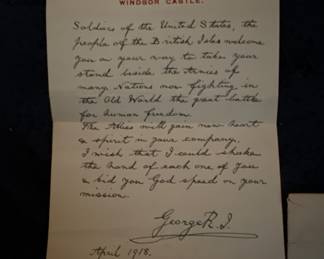 WINDSOR CASTLE.
Soldiers of the United States, the
people of the British Isles welcome
you on your way to take your
stand beside the Armies of
many Nations now fighting in
the Old World the great battle
for human freedom.
The Allies will gain new heart
& spirit in your company.
I wish that I could shake
the hand of each one of you
& bid you God speed on your
mission.
George R.I.
April 1918.